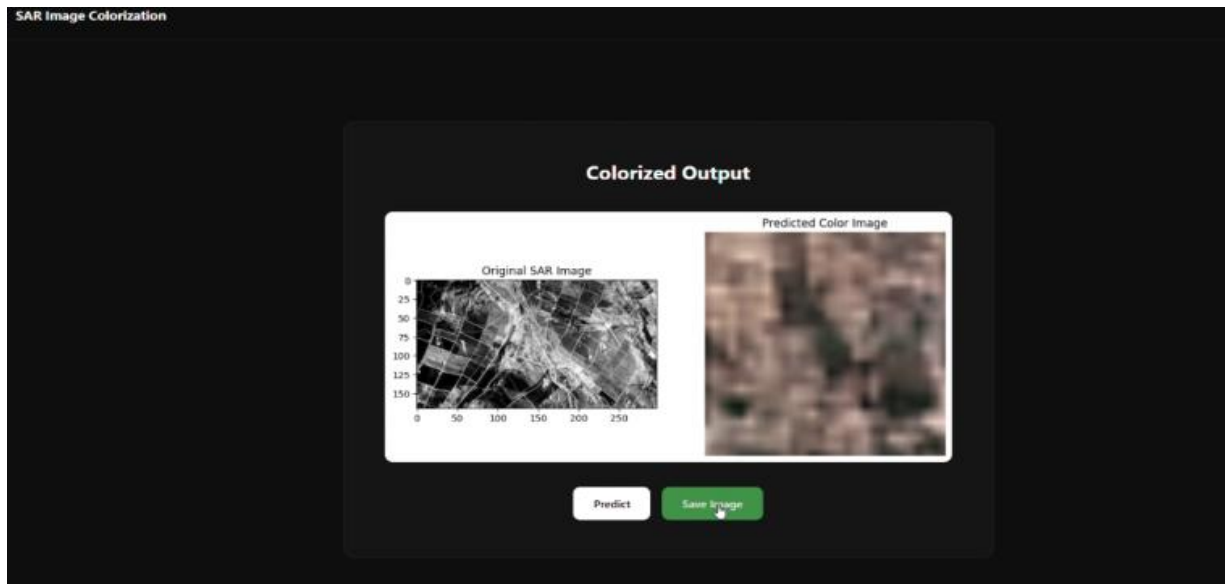 SAR Image Colorization
Colorized Output
Predicted Color Image
Original SAR Image
0
25
50
75
100
125
150
0 50 100 150 200 250
Predict
Save Image